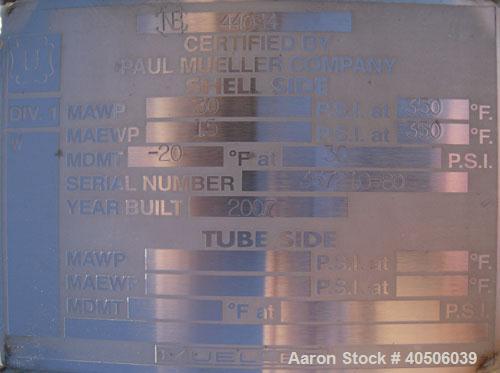 NB 44094
CERTIFIED BY
PAUL MUELLER COMPANY
SHELL SIDE
U
DIV. 1 MAWP 30 P.S.I. at 350 °F.
W MAEWP 15 P.S.I. at 350 °F.
MDMT -20 °F at 30 P.S.I.
SERIAL NUMBER
YEAR BUILT 2007
TUBE SIDE
MAWP P.S.I. at °F.
MAEWP P.S.I. at °F.
MDMT °F at P.S.I.
MUELLER
Aaron Stock # 40506039